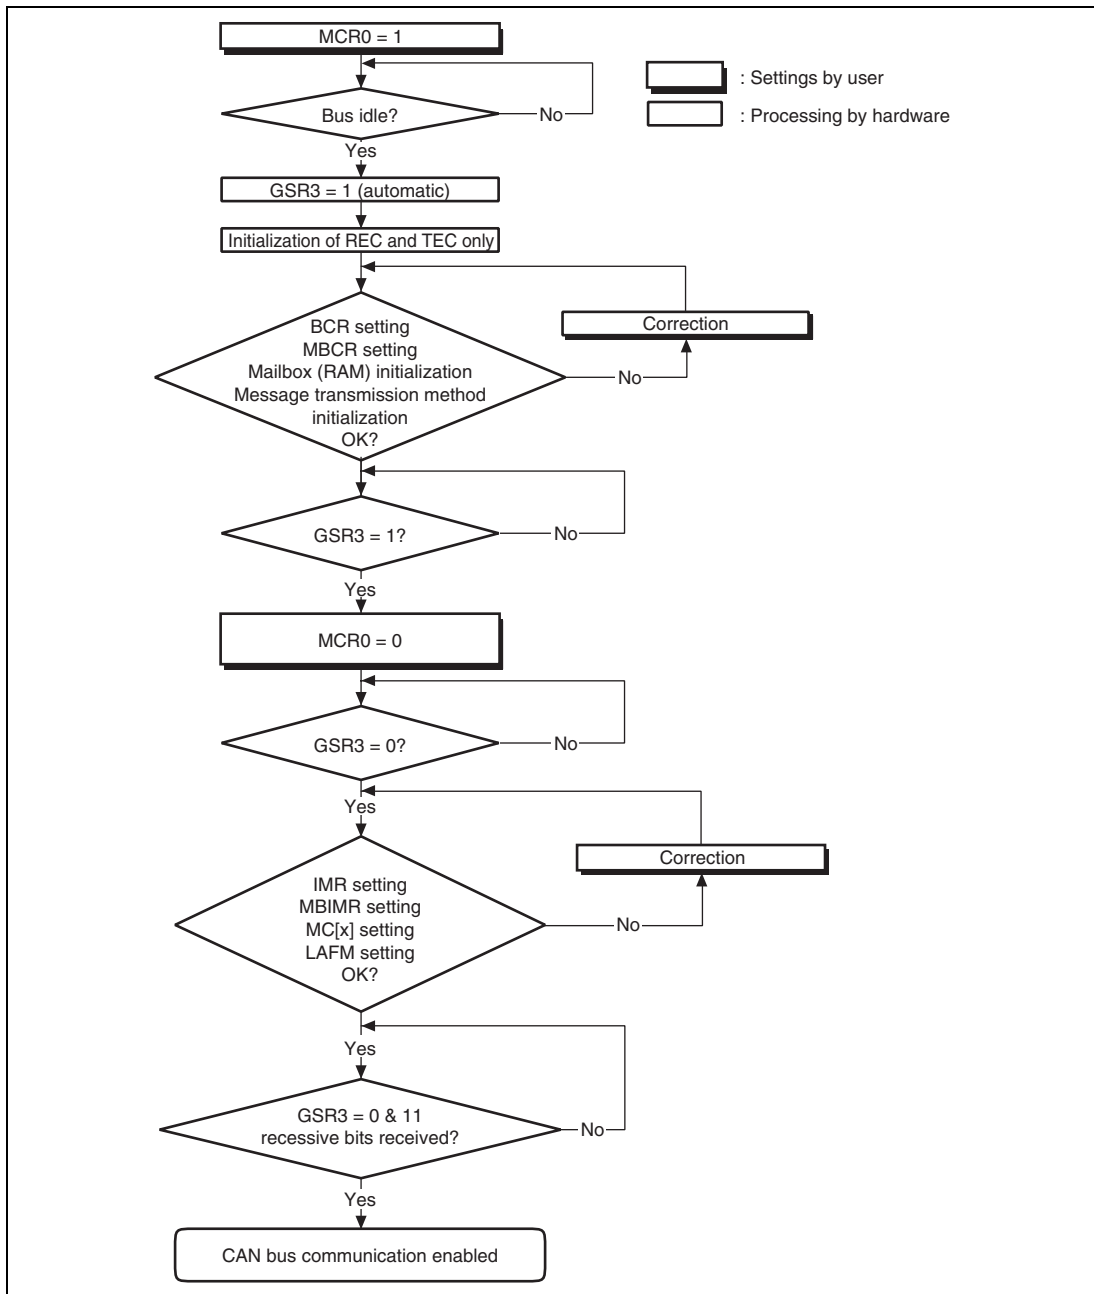 MCR0 = 1
: Settings by user
: Processing by hardware
Bus idle?
No
Yes
GSR3 = 1 (automatic)
Initialization of REC and TEC only
Correction
BCR setting
MBCR setting
Mailbox (RAM) initialization
Message transmission method
initialization
OK?
No
GSR3 = 1?
No
Yes
MCR0 = 0
GSR3 = 0?
No
Yes
Correction
IMR setting
MBIMR setting
MC[x] setting
LAFM setting
OK?
No
Yes
GSR3 = 0 & 11
recessive bits received?
No
Yes
CAN bus communication enabled